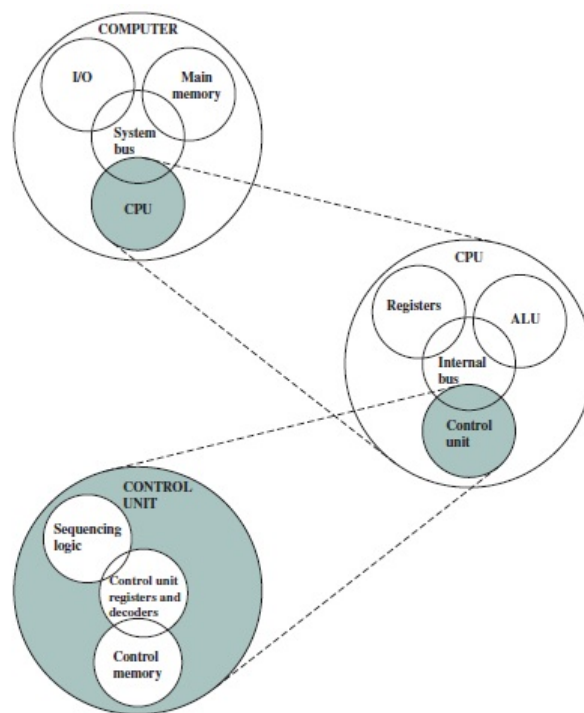 COMPUTER
I/O
Main
memory
System
bus
CPU
CPU
Registers
ALU
Internal
bus
Control
unit
CONTROL
UNIT
Sequencing
logic
Control unit
registers and
decoders
Control
memory